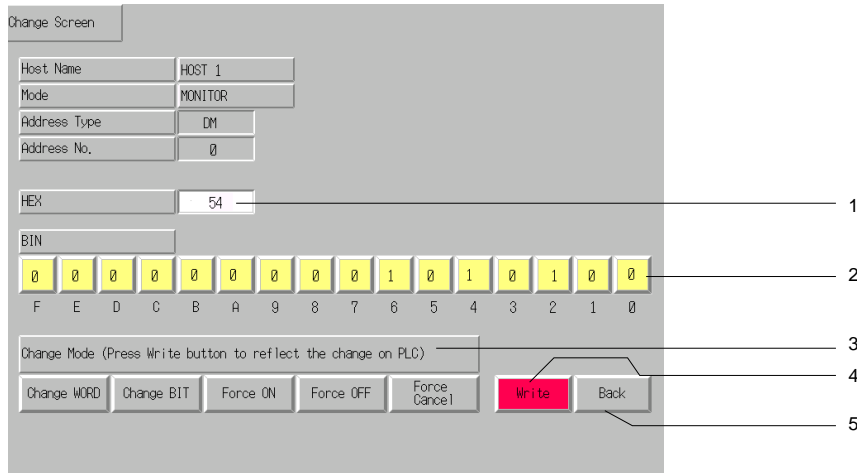 Change Screen
Host Name HOST 1
Mode MONITOR
Address Type DM
Address No. 0
HEX 54 1
BIN
0 0 0 0 0 0 0 0 0 1 0 1 0 1 0 0 2
F E D C B A 9 8 7 6 5 4 3 2 1 0
Change Mode (Press Write button to reflect the change on PLC) 3
4
Change WORD Change BIT Force ON Force OFF Force Cancel Write Back
5